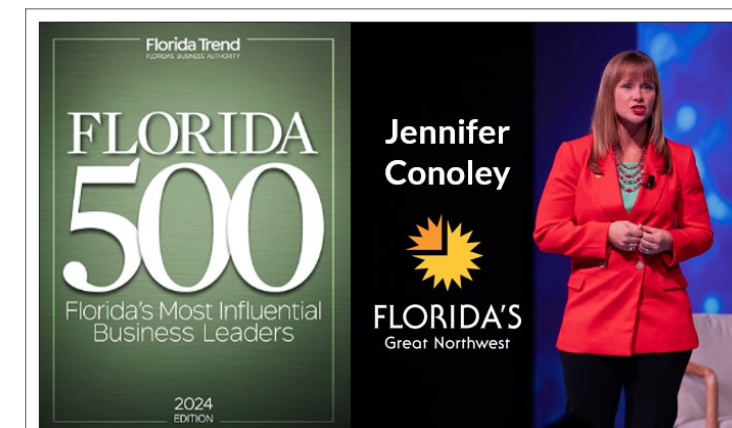 Florida Trend
FLORIDA'S BUSINESS AUTHORITY
FLORIDA
500
Florida's Most Influential
Business Leaders
2024
EDITION
Jennifer
Conoley
FLORIDA'S
Great Northwest